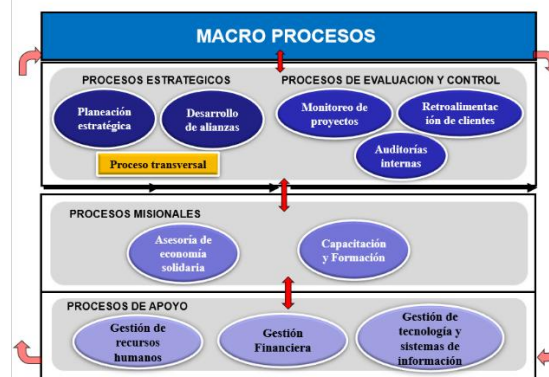 MACRO PROCESOS
PROCESOS ESTRATEGICOS
PROCESOS DE EVALUACION Y CONTROL
Planeación
estratégica
Desarrollo
de alianzas
Monitoreo de
proyectos
Retroalimentac
ión de clientes
Auditorías
internas
Proceso transversal
PROCESOS MISIONALES
Asesoría de
economía
solidaria
Capacitación
y Formación
PROCESOS DE APOYO
Gestión de
recursos
humanos
Gestión
Financiera
Gestión de
tecnología y
sistemas de
información